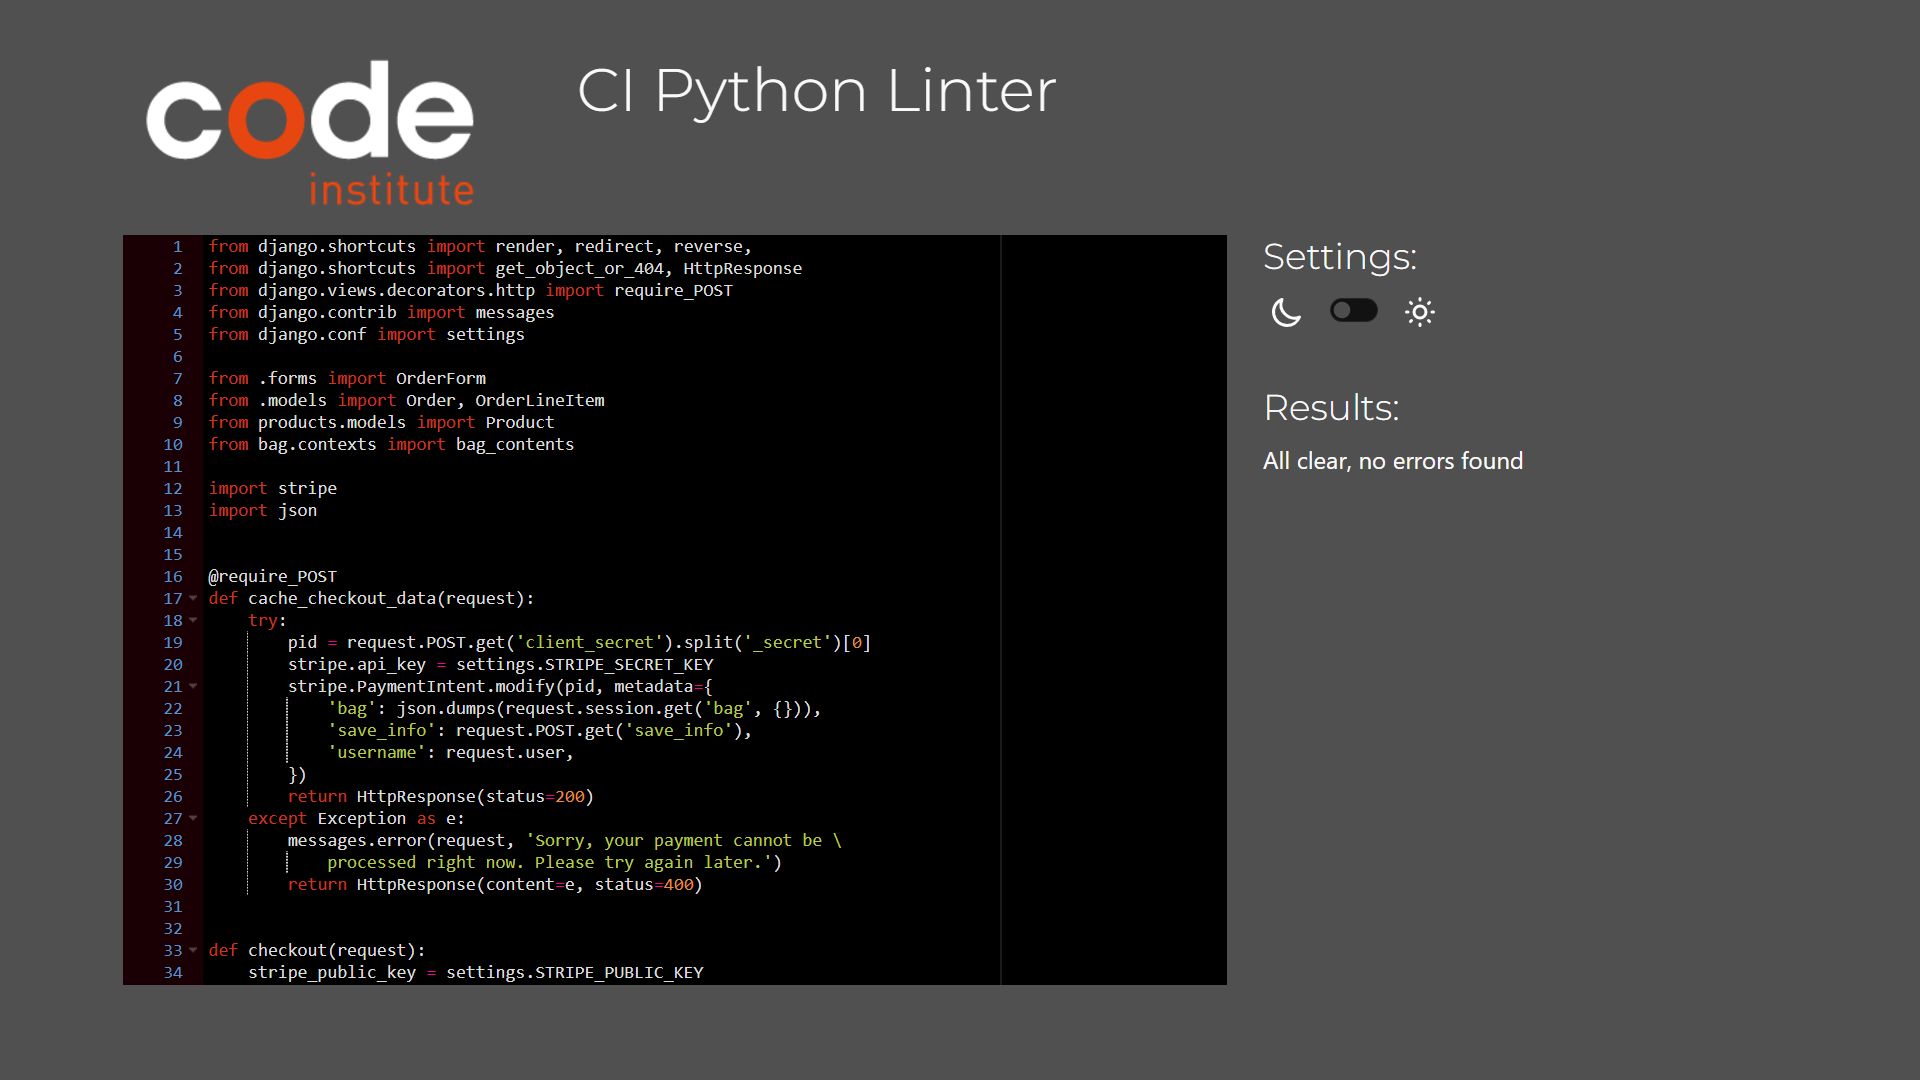 code
institute
CI Python Linter
1 from django.shortcuts import render, redirect, reverse,
2 from django.shortcuts import get_object_or_404, HttpResponse
3 from django.views.decorators.http import require_POST
4 from django.contrib import messages
5 from django.conf import settings
6
7 from .forms import OrderForm
8 from .models import Order, OrderLineItem
9 from products.models import Product
10 from bag.contexts import bag_contents
11
12 import stripe
13 import json
14
15
16 @require_POST
17 def cache_checkout_data(request):
18     try:
19         pid = request.POST.get('client_secret').split('_secret')[0]
20         stripe.api_key = settings.STRIPE_SECRET_KEY
21         stripe.PaymentIntent.modify(pid, metadata={
22             'bag': json.dumps(request.session.get('bag', {})),
23             'save_info': request.POST.get('save_info'),
24             'username': request.user,
25         })
26         return HttpResponse(status=200)
27     except Exception as e:
28         messages.error(request, 'Sorry, your payment cannot be \
29             processed right now. Please try again later.')
30         return HttpResponse(content=e, status=400)
31
32
33 def checkout(request):
34     stripe_public_key = settings.STRIPE_PUBLIC_KEY
Settings:
Results:
All clear, no errors found